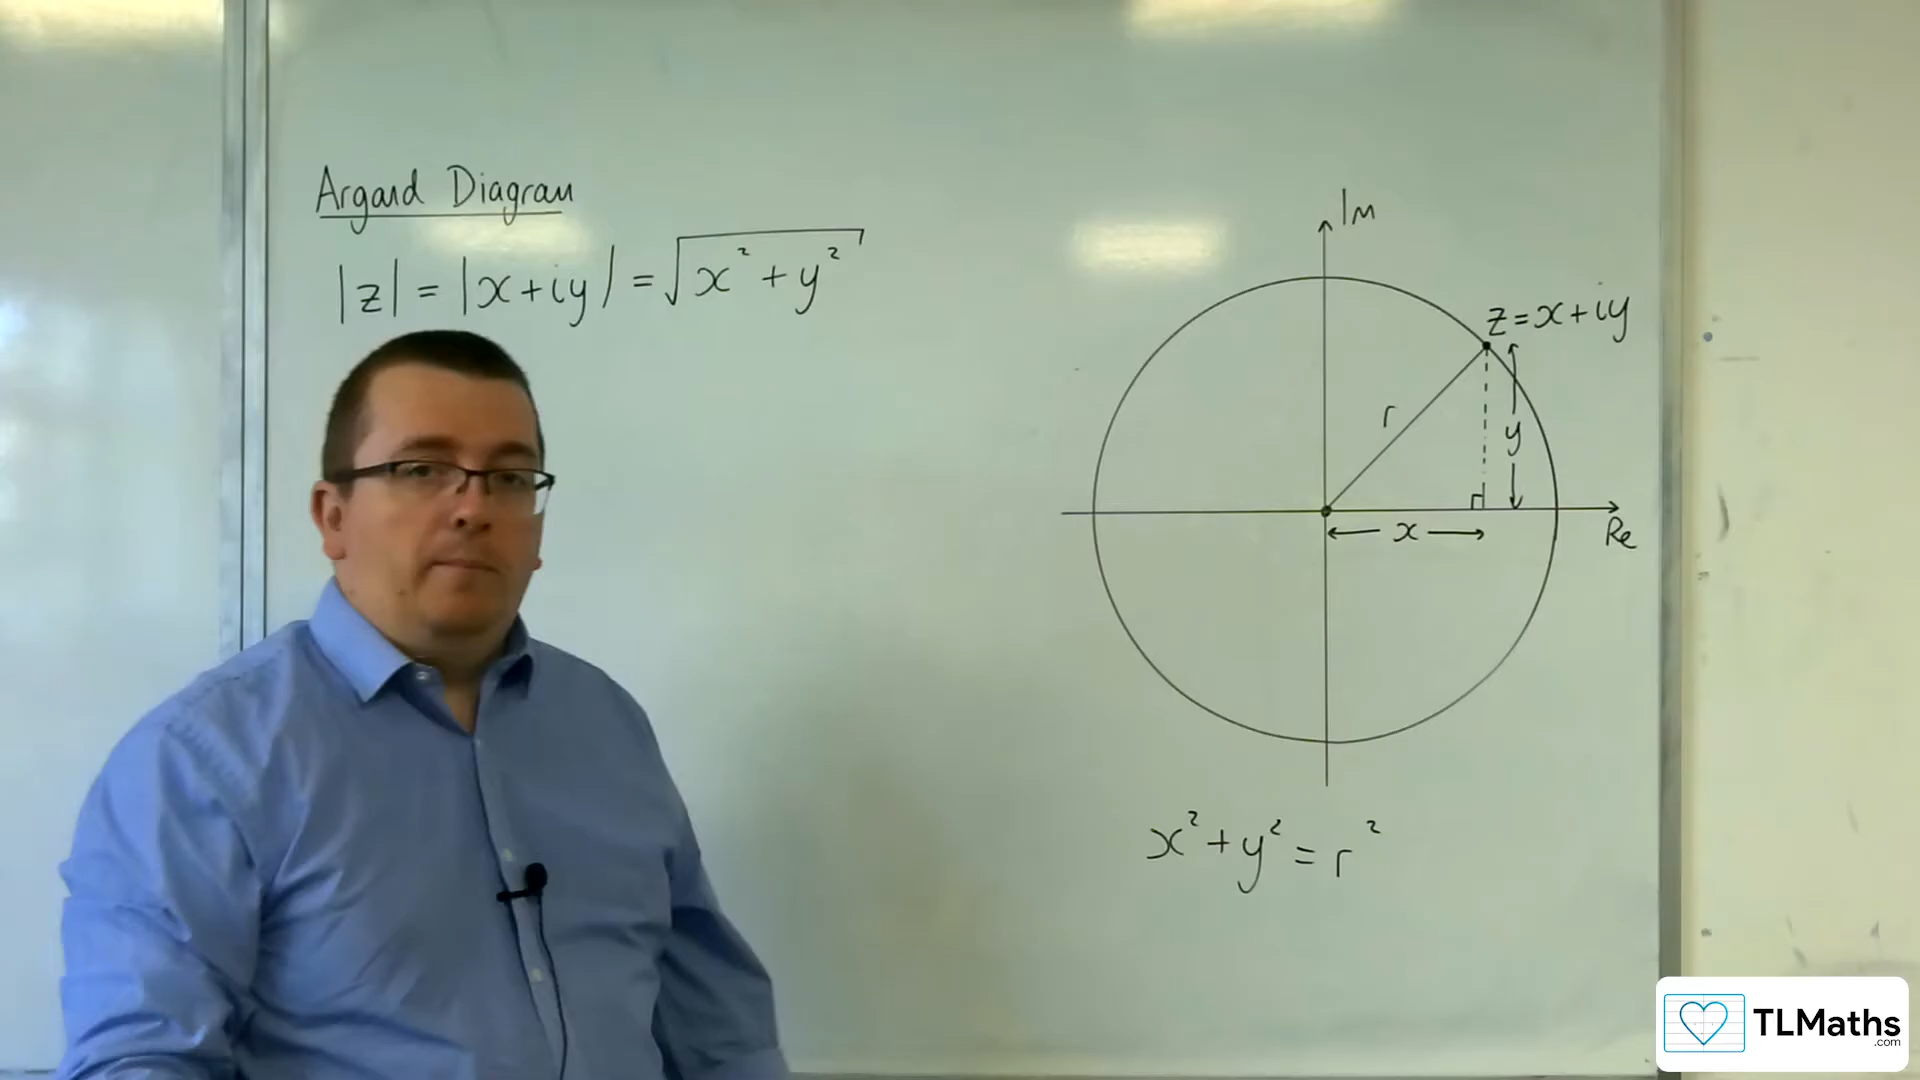 Argand Diagram
|z| = |x+iy| = √(x² + y²)
Im
z = x + iy
r
y
x
Re
x² + y² = r²
TLMaths
.com